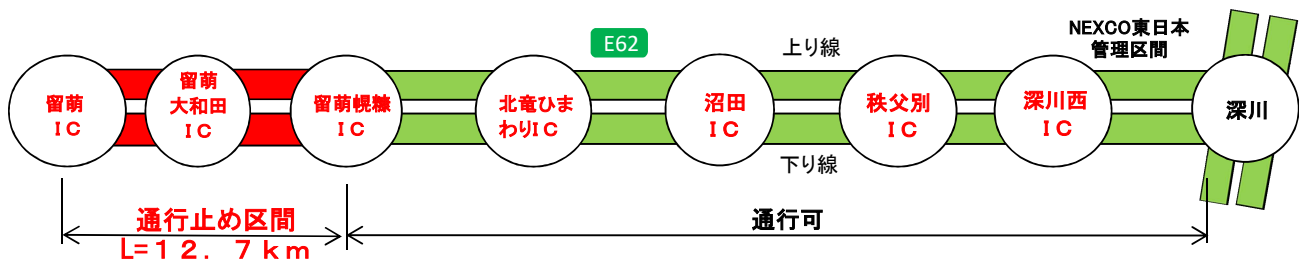 E62
上り線
NEXCO東日本
管理区間
留萌
IC
留萌
大和田
IC
留萌幌糠
IC
北竜ひま
わりIC
沼田
IC
秩父別
IC
深川西
IC
深川
下り線
通行止め区間
L=12.7km
通行可